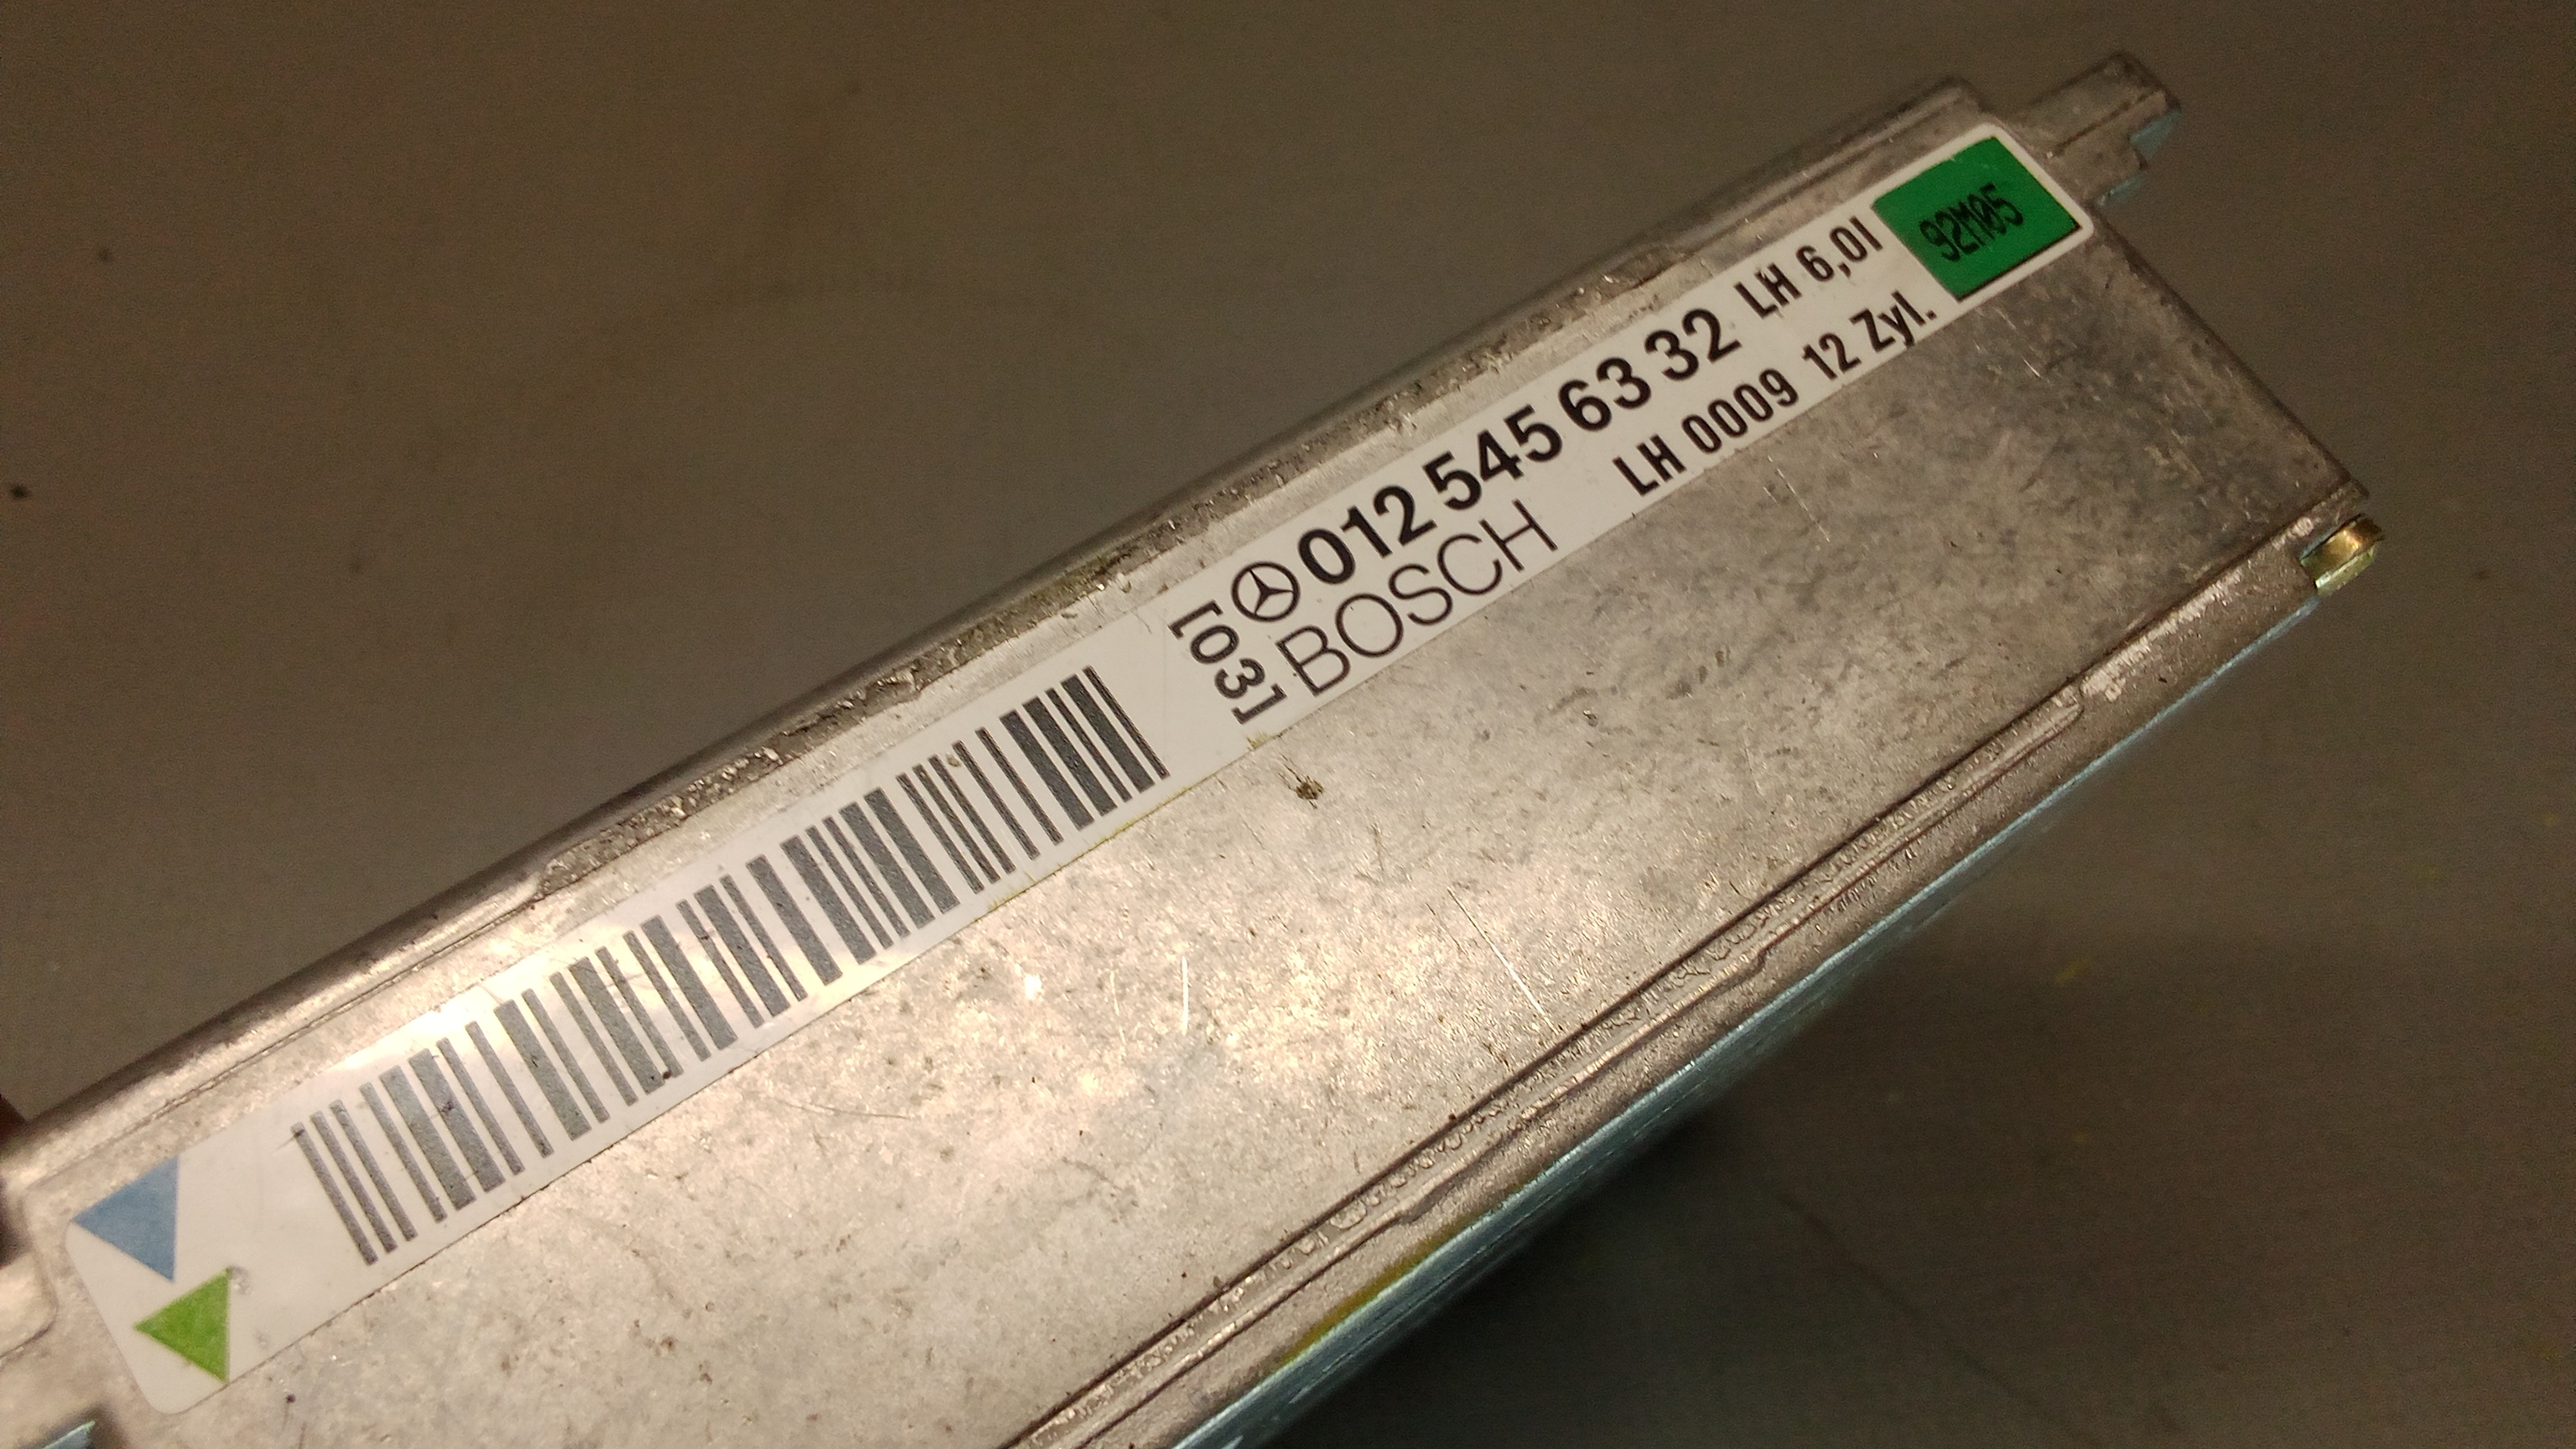 [03]
012 545 63 32 LH 6,0l
BOSCH LH 0009 12 Zyl.
92M05